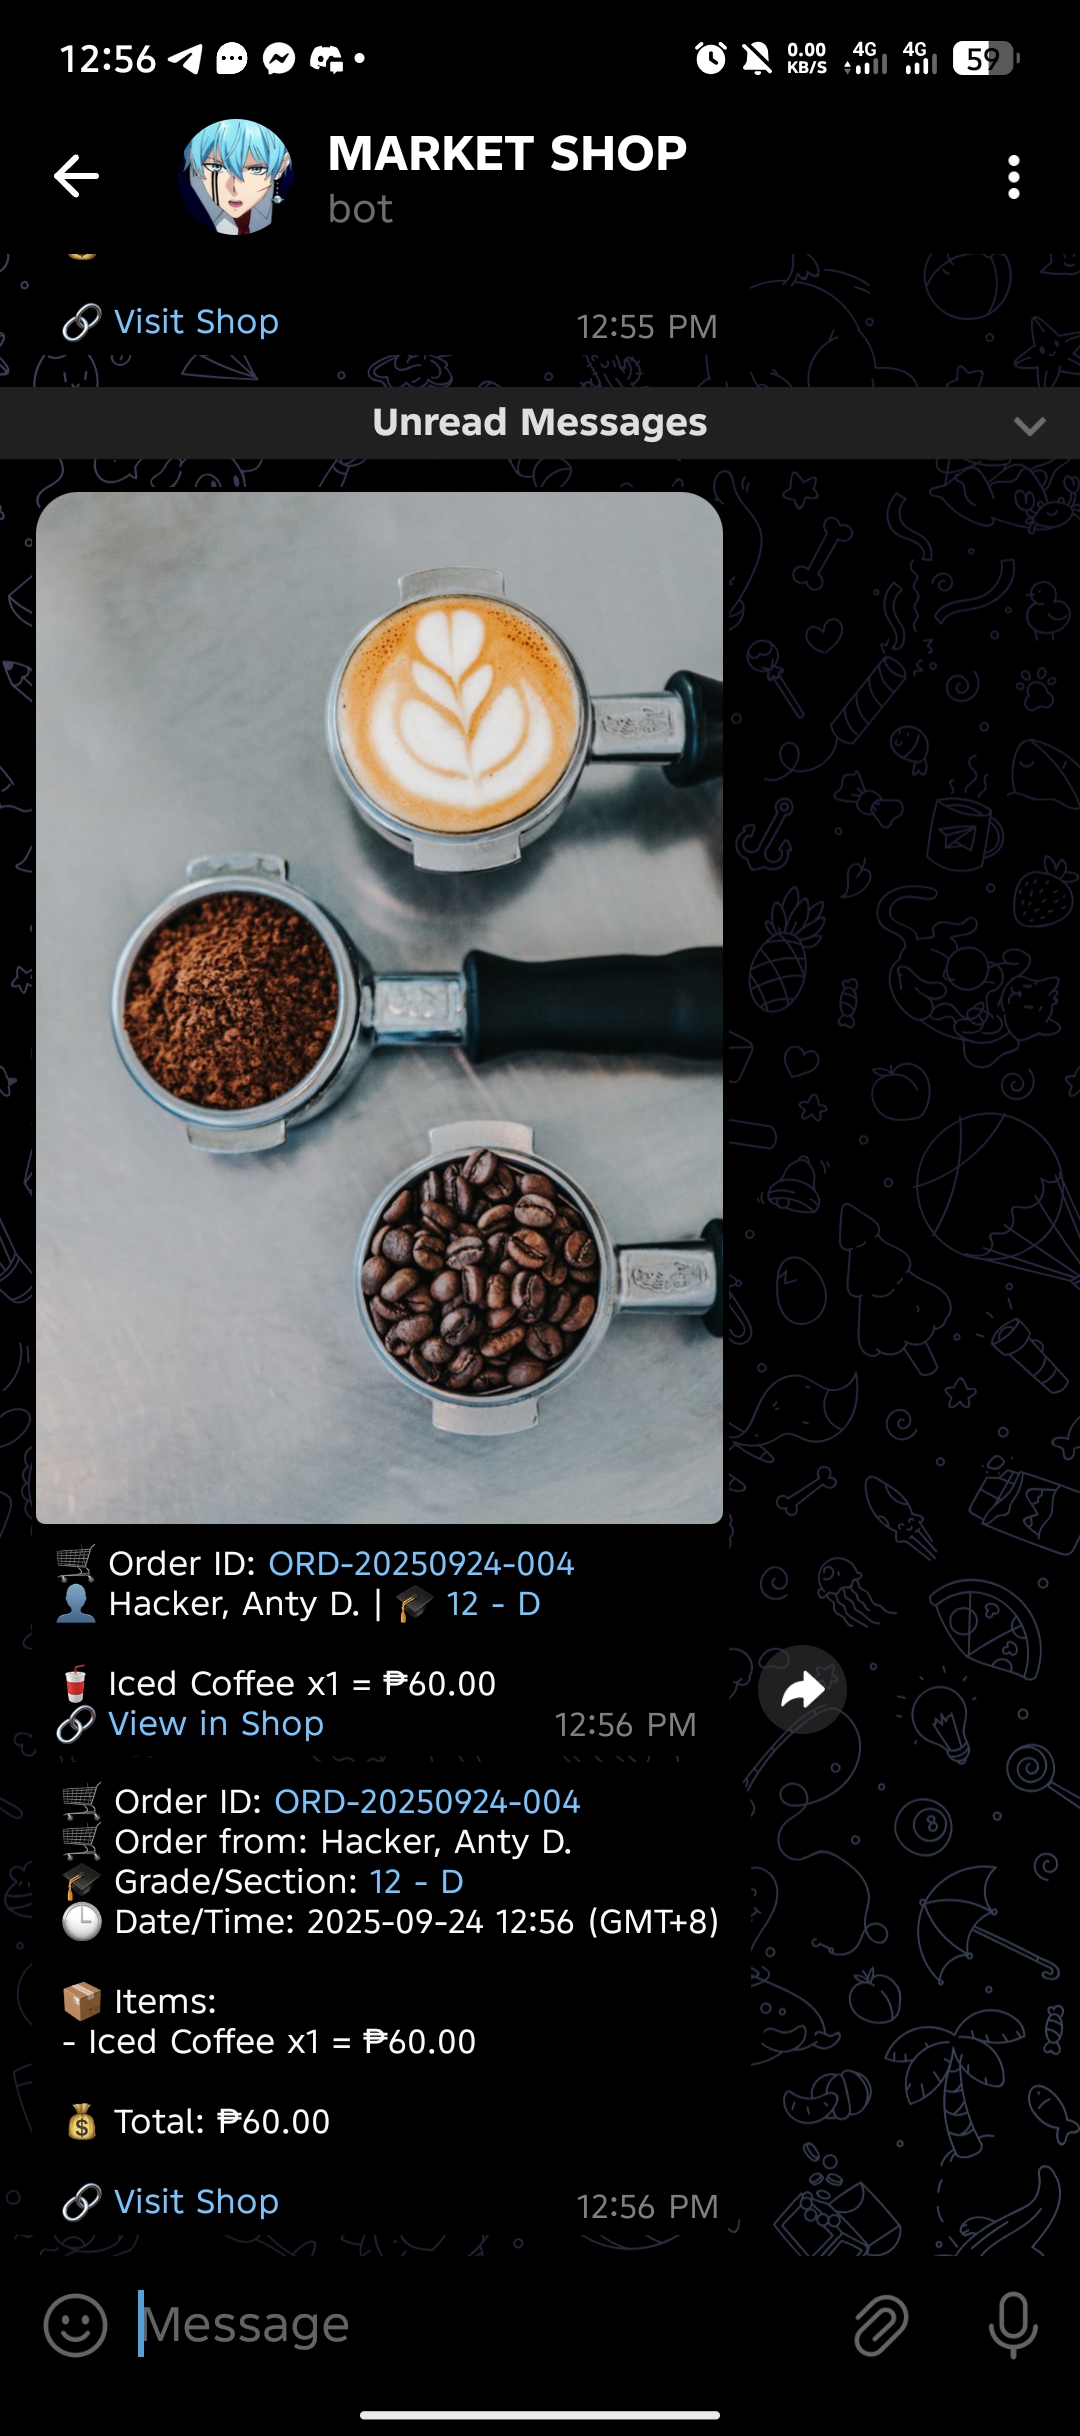 12:56
0.00
KB/S
4G
4G
59
MARKET SHOP
bot
Visit Shop
12:55 PM
Unread Messages
Order ID: ORD-20250924-004
Hacker, Anty D. | 12 - D
Iced Coffee x1 = ₱60.00
View in Shop
12:56 PM
Order ID: ORD-20250924-004
Order from: Hacker, Anty D.
Grade/Section: 12 - D
Date/Time: 2025-09-24 12:56 (GMT+8)
Items:
- Iced Coffee x1 = ₱60.00
Total: ₱60.00
Visit Shop
12:56 PM
Message